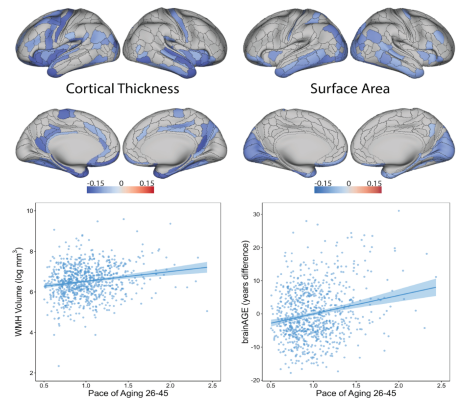 Cortical Thickness
Surface Area
-0.15 0 0.15
-0.15 0 0.15
10
8
6
4
2
WMH Volume (log mm³)
0.5 1.0 1.5 2.0 2.5
Pace of Aging 26-45
30
20
10
0
-10
-20
brainAGE (years difference)
0.5 1.0 1.5 2.0 2.5
Pace of Aging 26-45